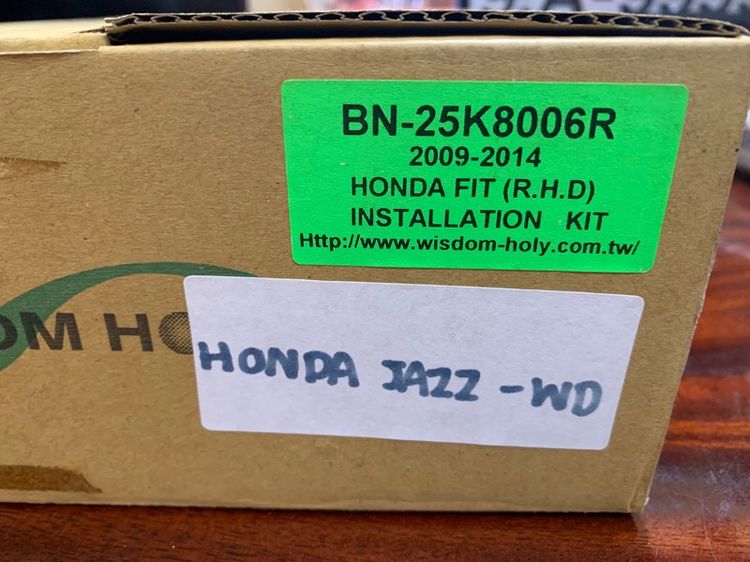 BN-25K8006R
2009-2014
HONDA FIT (R.H.D)
INSTALLATION KIT
Http://www.wisdom-holy.com.tw/
OM HO
HONDA JAZZ - WD